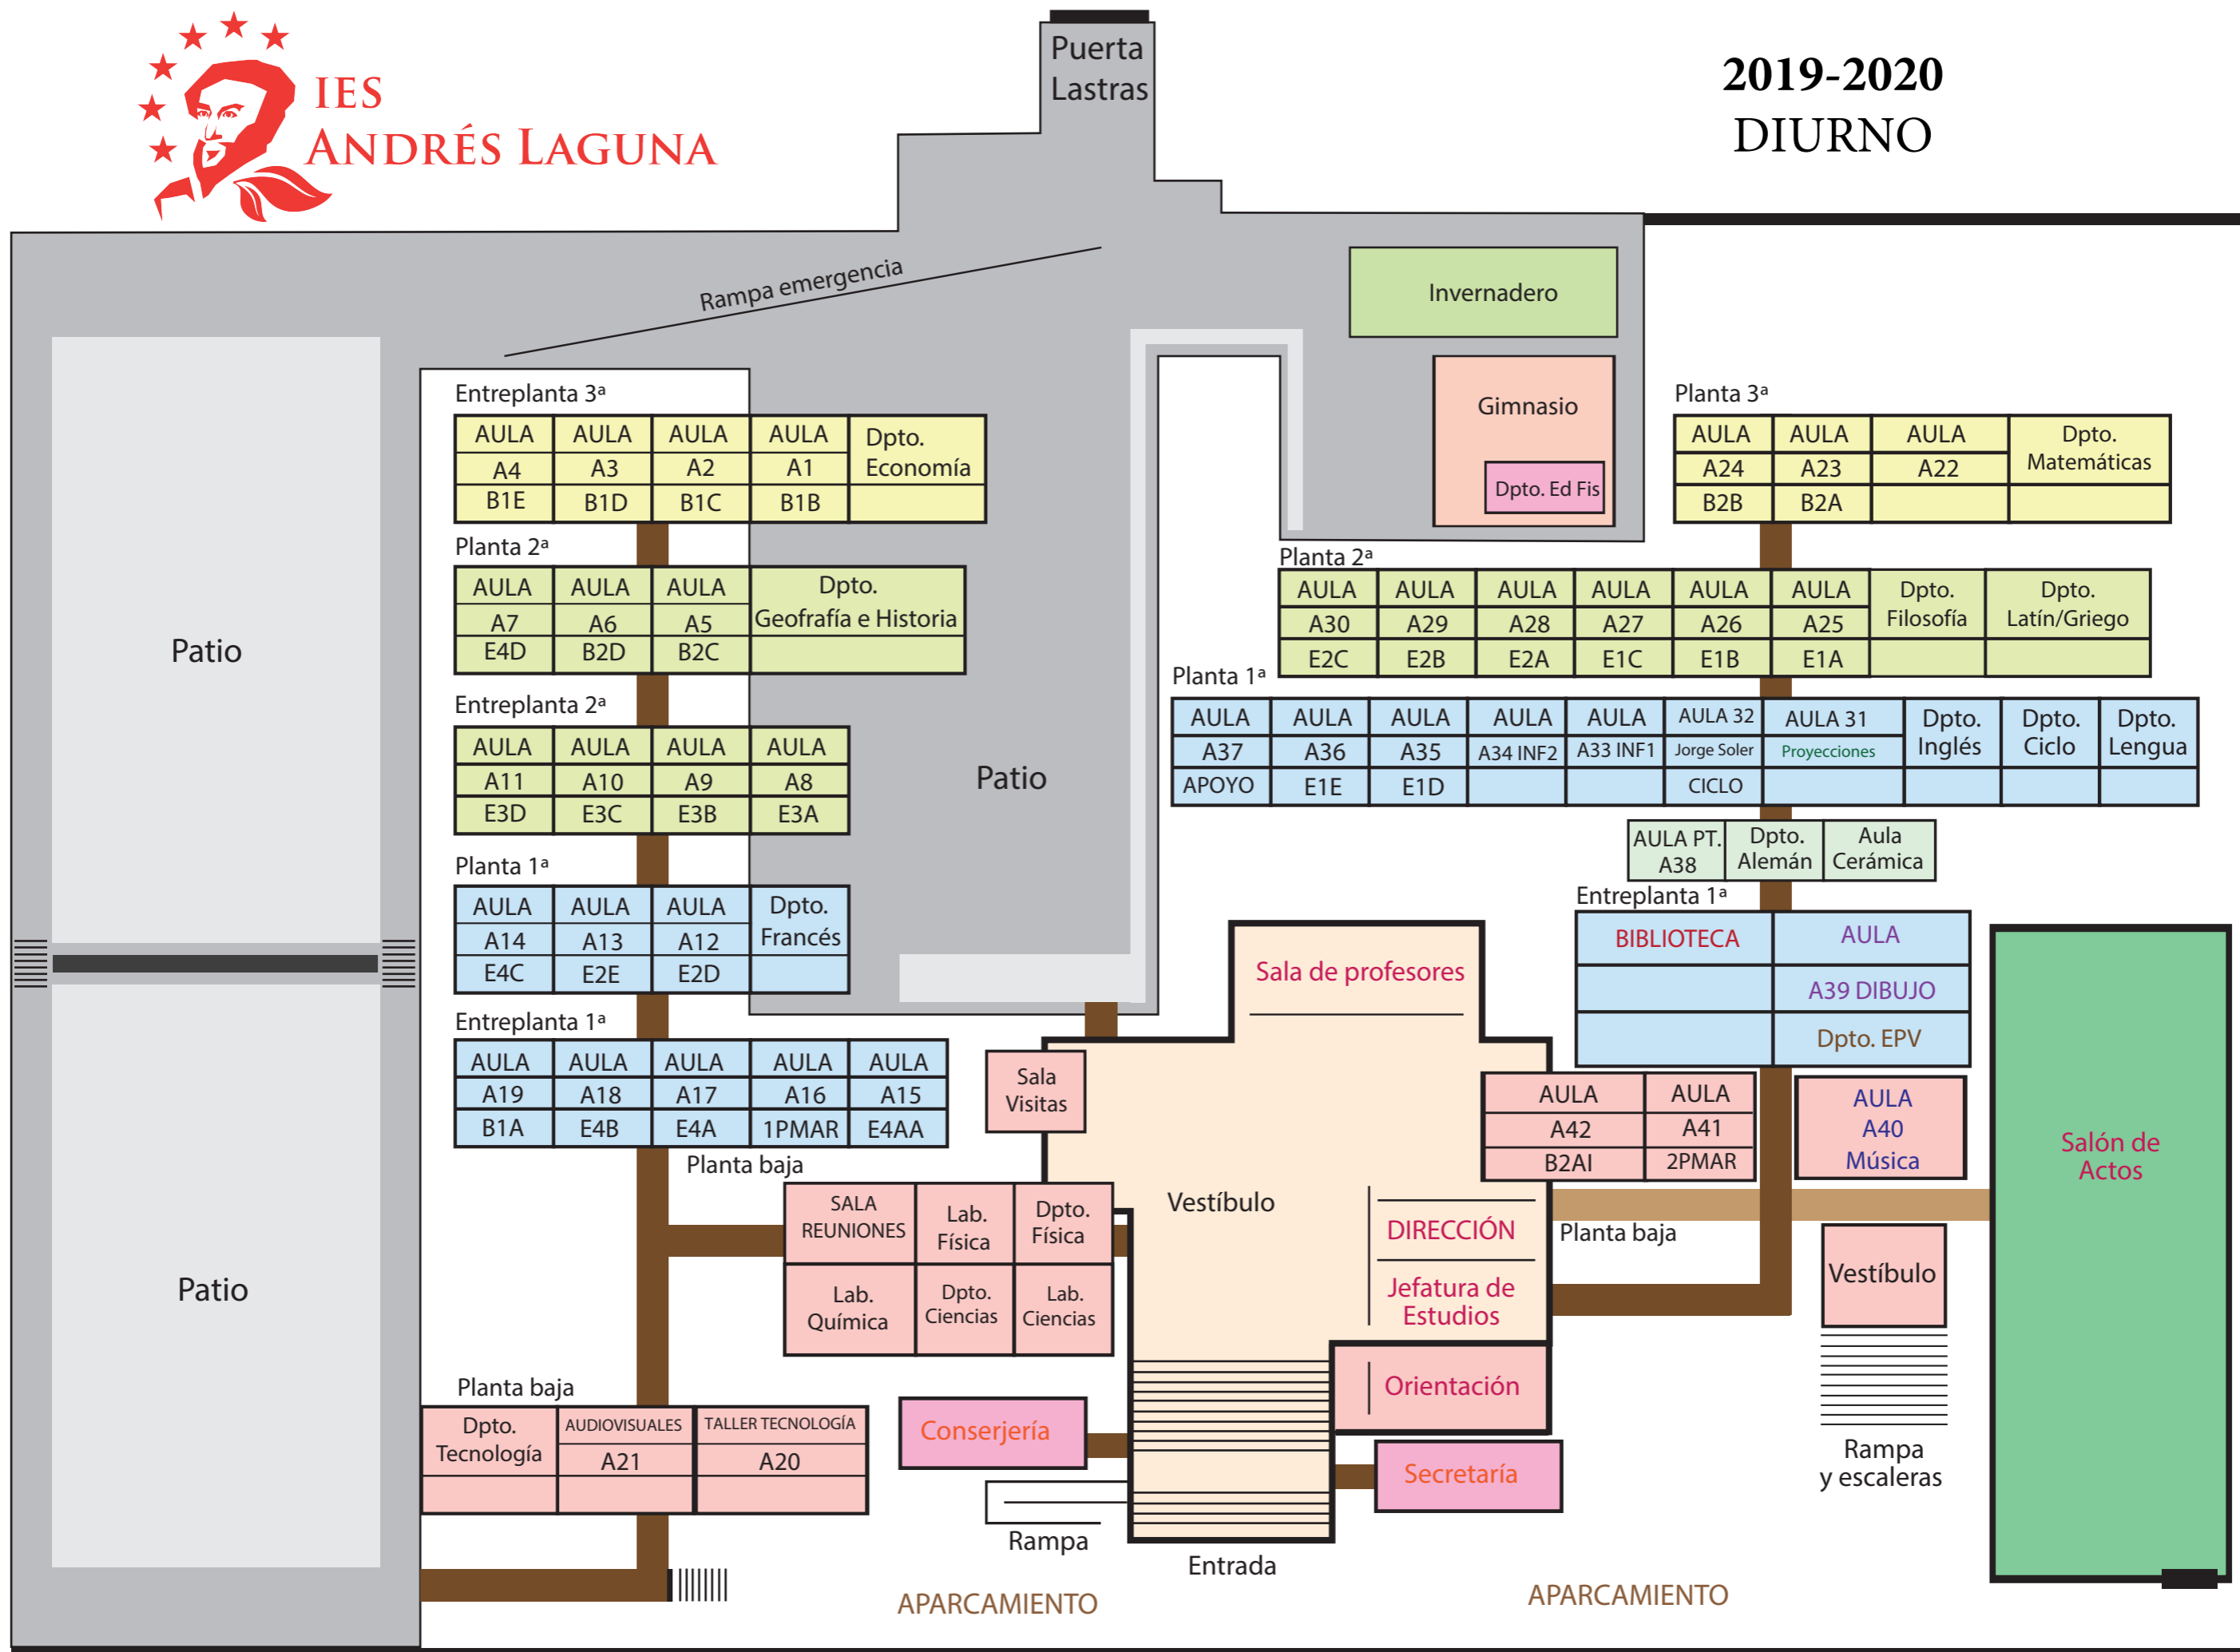 IES
ANDRÉS LAGUNA
2019-2020
DIURNO
Puerta
Lastras
Rampa emergencia
Invernadero
Gimnasio
Dpto. Ed Fis
Patio
Patio
Patio
Entreplanta 3ª
AULA AULA AULA AULA Dpto.
Economía
A4 A3 A2 A1
B1E B1D B1C B1B
Planta 2ª
AULA AULA AULA Dpto.
Geofrafía e Historia
A7 A6 A5
E4D B2D B2C
Entreplanta 2ª
AULA AULA AULA AULA
A11 A10 A9 A8
E3D E3C E3B E3A
Planta 1ª
AULA AULA AULA Dpto.
Francés
A14 A13 A12
E4C E2E E2D
Entreplanta 1ª
AULA AULA AULA AULA AULA
A19 A18 A17 A16 A15
B1A E4B E4A 1PMAR E4AA
Planta baja
SALA
REUNIONES
Lab.
Física
Dpto.
Física
Lab.
Química
Dpto.
Ciencias
Lab.
Ciencias
Planta baja
Dpto.
Tecnología
AUDIOVISUALES
A21
TALLER TECNOLOGÍA
A20
Planta 3ª
AULA AULA AULA Dpto.
Matemáticas
A24 A23 A22
B2B B2A
Planta 2ª
AULA AULA AULA AULA AULA AULA Dpto.
Filosofía
Dpto.
Latín/Griego
A30 A29 A28 A27 A26 A25
E2C E2B E2A E1C E1B E1A
Planta 1ª
AULA AULA AULA AULA AULA AULA 32 AULA 31
A37 A36 A35 A34 INF2 A33 INF1 Jorge Soler Proyecciones
APOYO E1E E1D CICLO
Dpto.
Inglés
Dpto.
Ciclo
Dpto.
Lengua
AULA PT.
A38
Dpto.
Alemán
Aula
Cerámica
Entreplanta 1ª
BIBLIOTECA
AULA
A39 DIBUJO
Dpto. EPV
Sala de profesores
Sala
Visitas
AULA AULA
A42 A41
B2AI 2PMAR
AULA
A40
Música
Salón de
Actos
Vestíbulo
DIRECCIÓN
Planta baja
Jefatura de
Estudios
Vestíbulo
Orientación
Conserjería
Secretaría
Rampa
y escaleras
Rampa
Entrada
APARCAMIENTO
APARCAMIENTO